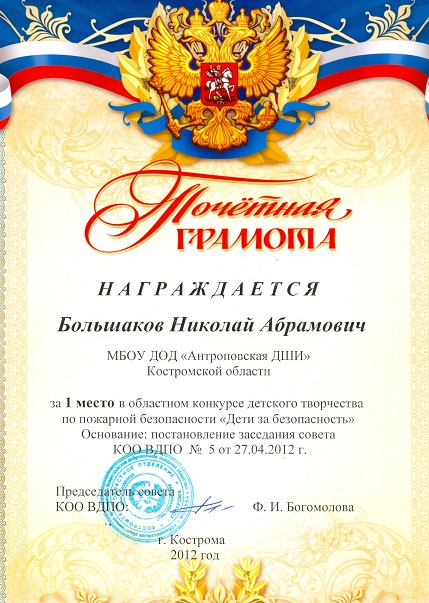 Почётная
ГРАМОТА
НАГРАЖДАЕТСЯ
Большаков Николай Абрамович
МБОУ ДОД «Антроповская ДШИ»
Костромской области
за 1 место в областном конкурсе детского творчества
по пожарной безопасности «Дети за безопасность»
Основание: постановление заседания совета
КОО ВДПО № 5 от 27.04.2012 г.
Председатель совета
КОО ВДПО: Ф. И. Богомолова
г. Кострома
2012 год